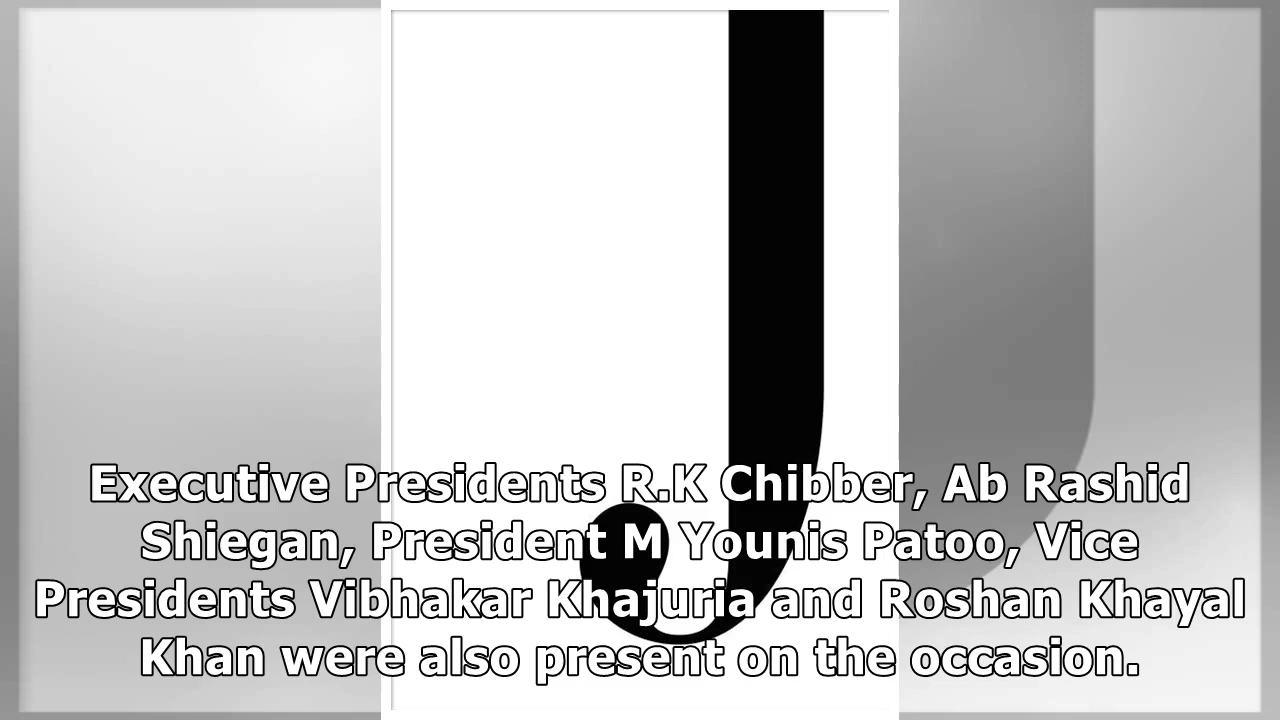 Executive Presidents R.K Chibber, Ab Rashid
Shiegan, President M Younis Patoo, Vice
Presidents Vibhakar Khajuria and Roshan Khayal
Khan were also present on the occasion.